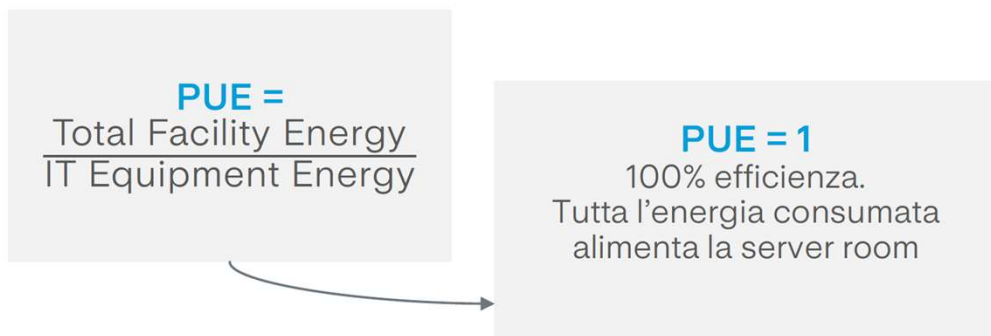 PUE =
Total Facility Energy
IT Equipment Energy
PUE = 1
100% efficienza.
Tutta l'energia consumata
alimenta la server room